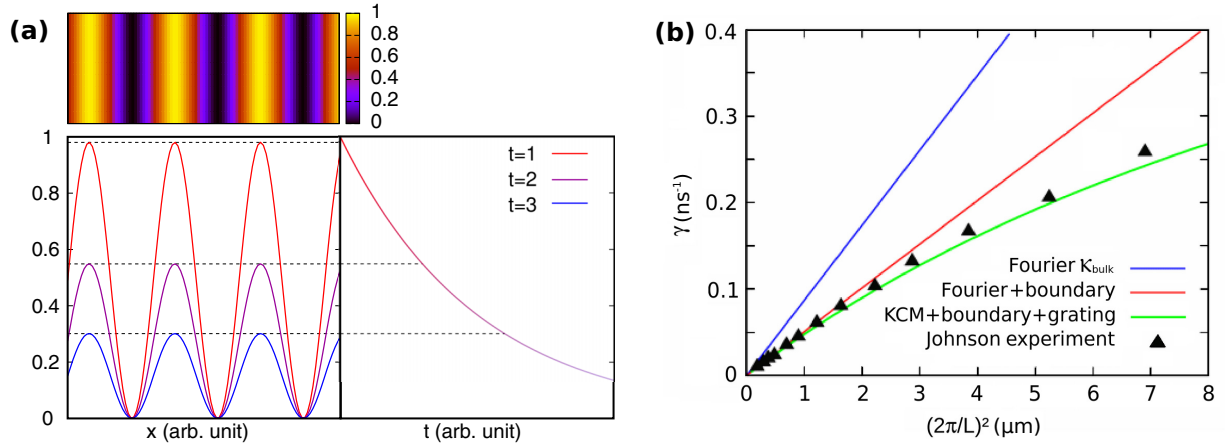 (a)
1
0.8
0.6
0.4
0.2
0
1
0.8
0.6
0.4
0.2
0
t=1
t=2
t=3
x (arb. unit)
t (arb. unit)
(b)
0.4
0.3
0.2
0.1
0
γ (ns⁻¹)
Fourier κbulk
Fourier+boundary
KCM+boundary+grating
Johnson experiment
0 1 2 3 4 5 6 7 8
(2π/L)² (μm)